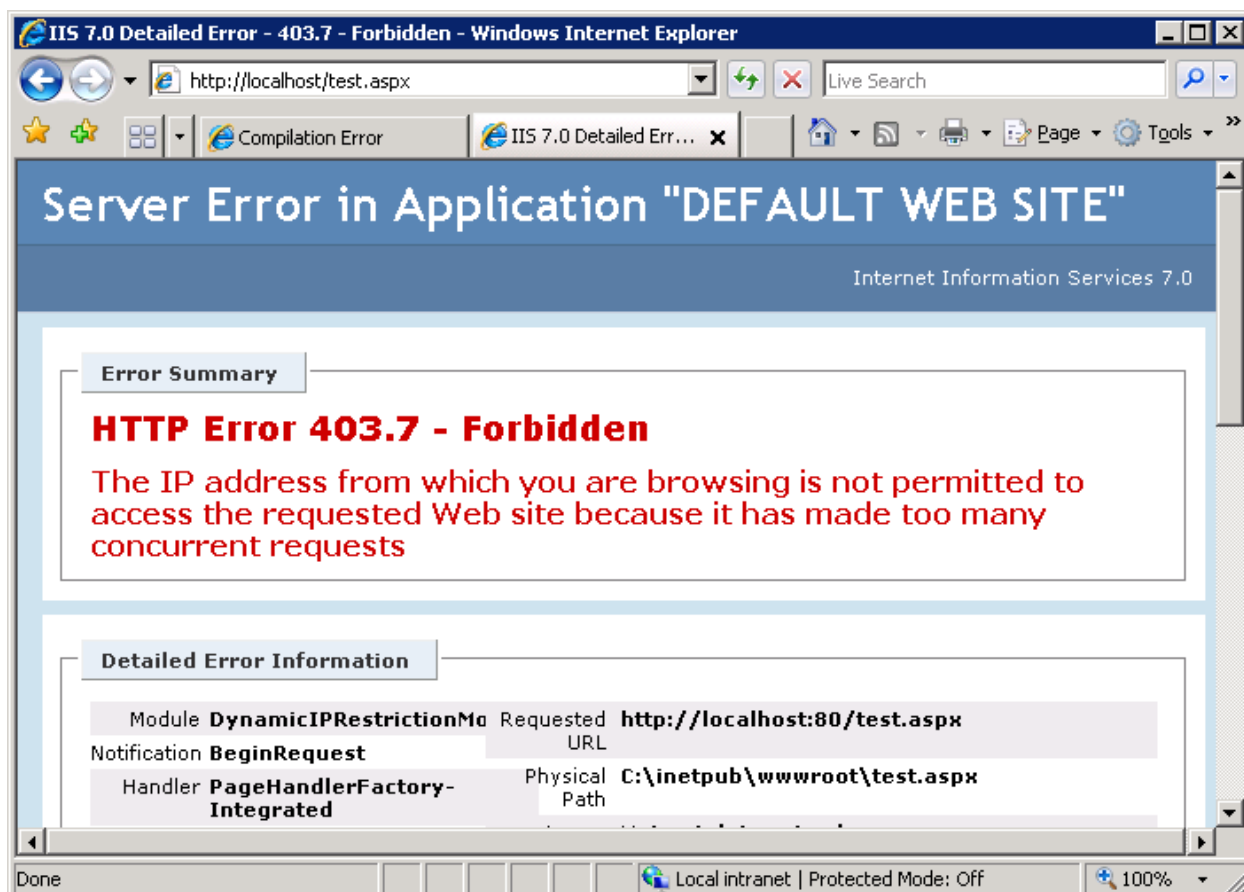 IIS 7.0 Detailed Error - 403.7 - Forbidden - Windows Internet Explorer
http://localhost/test.aspx
Live Search
Compilation Error
IIS 7.0 Detailed Err...
Page
Tools
Server Error in Application "DEFAULT WEB SITE"
Internet Information Services 7.0
Error Summary
HTTP Error 403.7 - Forbidden
The IP address from which you are browsing is not permitted to
access the requested Web site because it has made too many
concurrent requests
Detailed Error Information
Module DynamicIPRestrictionMo
Notification BeginRequest
Handler PageHandlerFactory-
Integrated
Requested URL http://localhost:80/test.aspx
Physical Path C:\inetpub\wwwroot\test.aspx
Done
Local intranet | Protected Mode: Off
100%